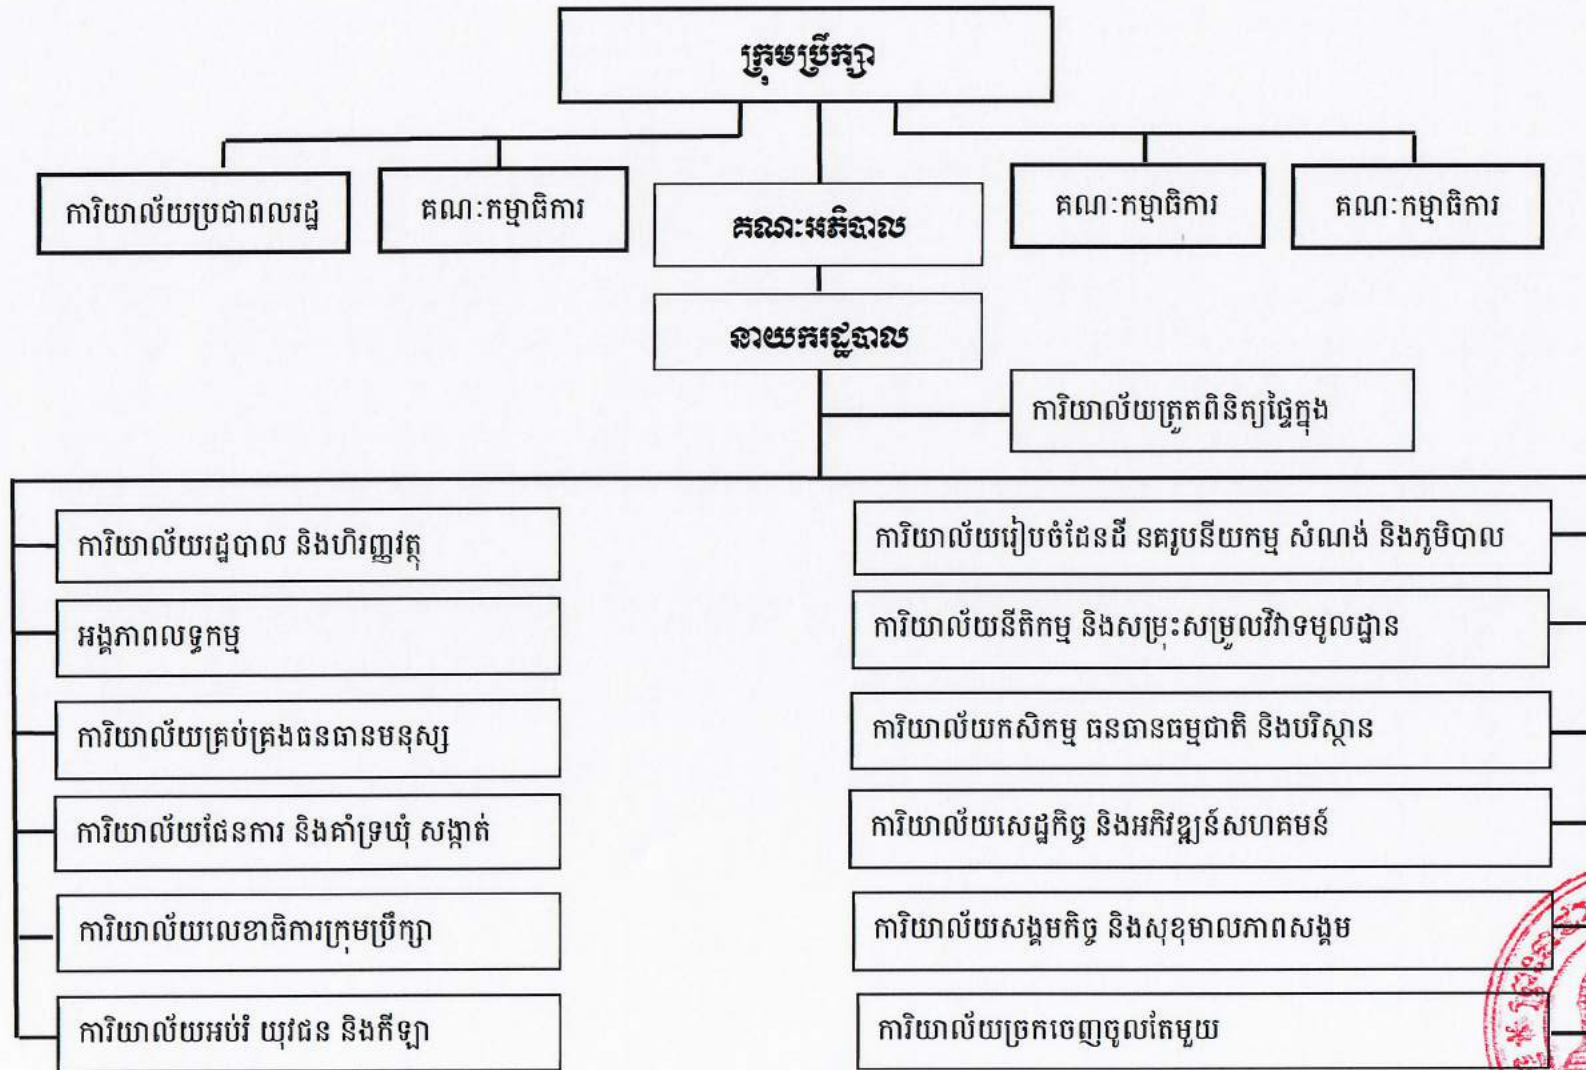 ក្រុមប្រឹក្សា
ការិយាល័យប្រជាពលរដ្ឋ
គណៈកម្មាធិការ
គណៈអភិបាល
គណៈកម្មាធិការ
គណៈកម្មាធិការ
នាយករដ្ឋបាល
ការិយាល័យត្រួតពិនិត្យផ្ទៃក្នុង
ការិយាល័យរដ្ឋបាល និងហិរញ្ញវត្ថុ
អង្គភាពលទ្ធកម្ម
ការិយាល័យគ្រប់គ្រងធនធានមនុស្ស
ការិយាល័យផែនការ និងគាំទ្រឃុំ សង្កាត់
ការិយាល័យលេខាធិការក្រុមប្រឹក្សា
ការិយាល័យអប់រំ យុវជន និងកីឡា
ការិយាល័យរៀបចំដែនដី នគរូបនីយកម្ម សំណង់ និងភូមិបាល
ការិយាល័យនីតិកម្ម និងសម្រុះសម្រួលវិវាទមូលដ្ឋាន
ការិយាល័យកសិកម្ម ធនធានធម្មជាតិ និងបរិស្ថាន
ការិយាល័យសេដ្ឋកិច្ច និងអភិវឌ្ឍន៍សហគមន៍
ការិយាល័យសង្គមកិច្ច និងសុខុមាលភាពសង្គម
ការិយាល័យច្រកចេញចូលតែមួយ